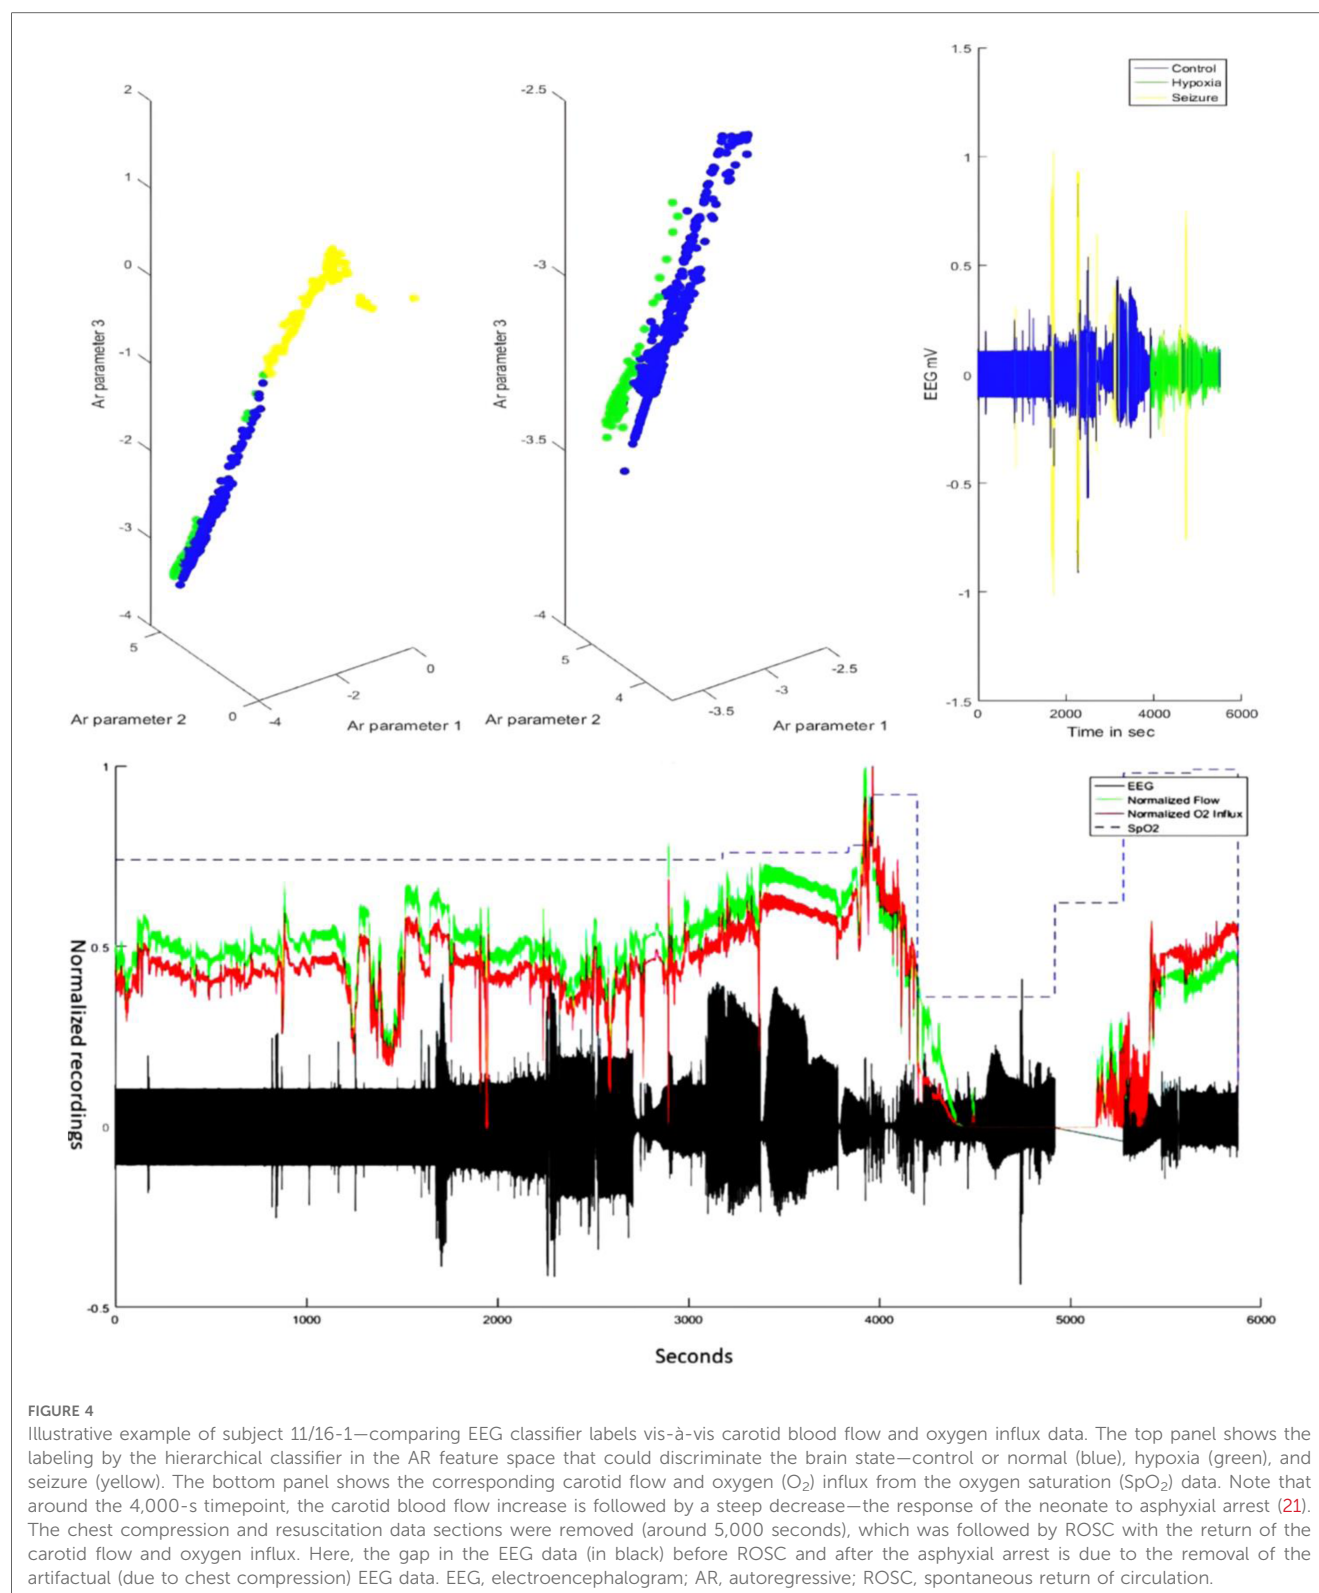 2
1
0
-1
-2
-3
-4
Ar parameter 3
5
0
Ar parameter 2
-4
-2
0
Ar parameter 1
-2.5
-3
-3.5
-4
Ar parameter 3
5
4
Ar parameter 2
-3.5
-3
-2.5
Ar parameter 1
1.5
1
0.5
0
-0.5
-1
-1.5
EEG mV
Control
Hypoxia
Seizure
0
2000
4000
6000
Time in sec
1
0.5
0
-0.5
Normalized recordings
EEG
Normalized Flow
Normalized O2 Influx
SpO2
0
1000
2000
3000
4000
5000
6000
Seconds
FIGURE 4
Illustrative example of subject 11/16-1—comparing EEG classifier labels vis-à-vis carotid blood flow and oxygen influx data. The top panel shows the
labeling by the hierarchical classifier in the AR feature space that could discriminate the brain state—control or normal (blue), hypoxia (green), and
seizure (yellow). The bottom panel shows the corresponding carotid flow and oxygen (O₂) influx from the oxygen saturation (SpO₂) data. Note that
around the 4,000-s timepoint, the carotid blood flow increase is followed by a steep decrease—the response of the neonate to asphyxial arrest (21).
The chest compression and resuscitation data sections were removed (around 5,000 seconds), which was followed by ROSC with the return of the
carotid flow and oxygen influx. Here, the gap in the EEG data (in black) before ROSC and after the asphyxial arrest is due to the removal of the
artifactual (due to chest compression) EEG data. EEG, electroencephalogram; AR, autoregressive; ROSC, spontaneous return of circulation.